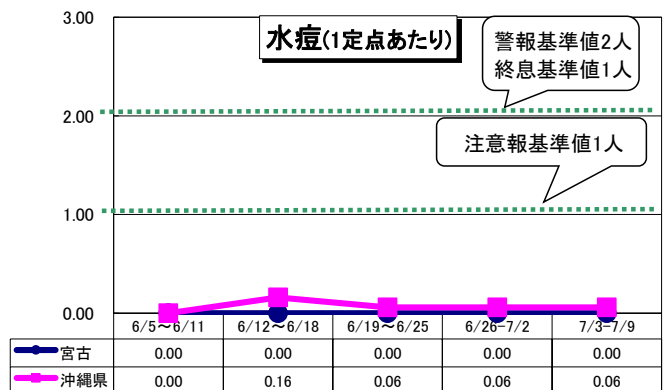 水痘(1定点あたり)
警報基準値2人
終息基準値1人
注意報基準値1人
3.00
2.00
1.00
0.00
6/5～6/11 6/12～6/18 6/19～6/25 6/26-7/2 7/3-7/9
宮古 0.00 0.00 0.00 0.00 0.00
沖縄県 0.00 0.16 0.06 0.06 0.06